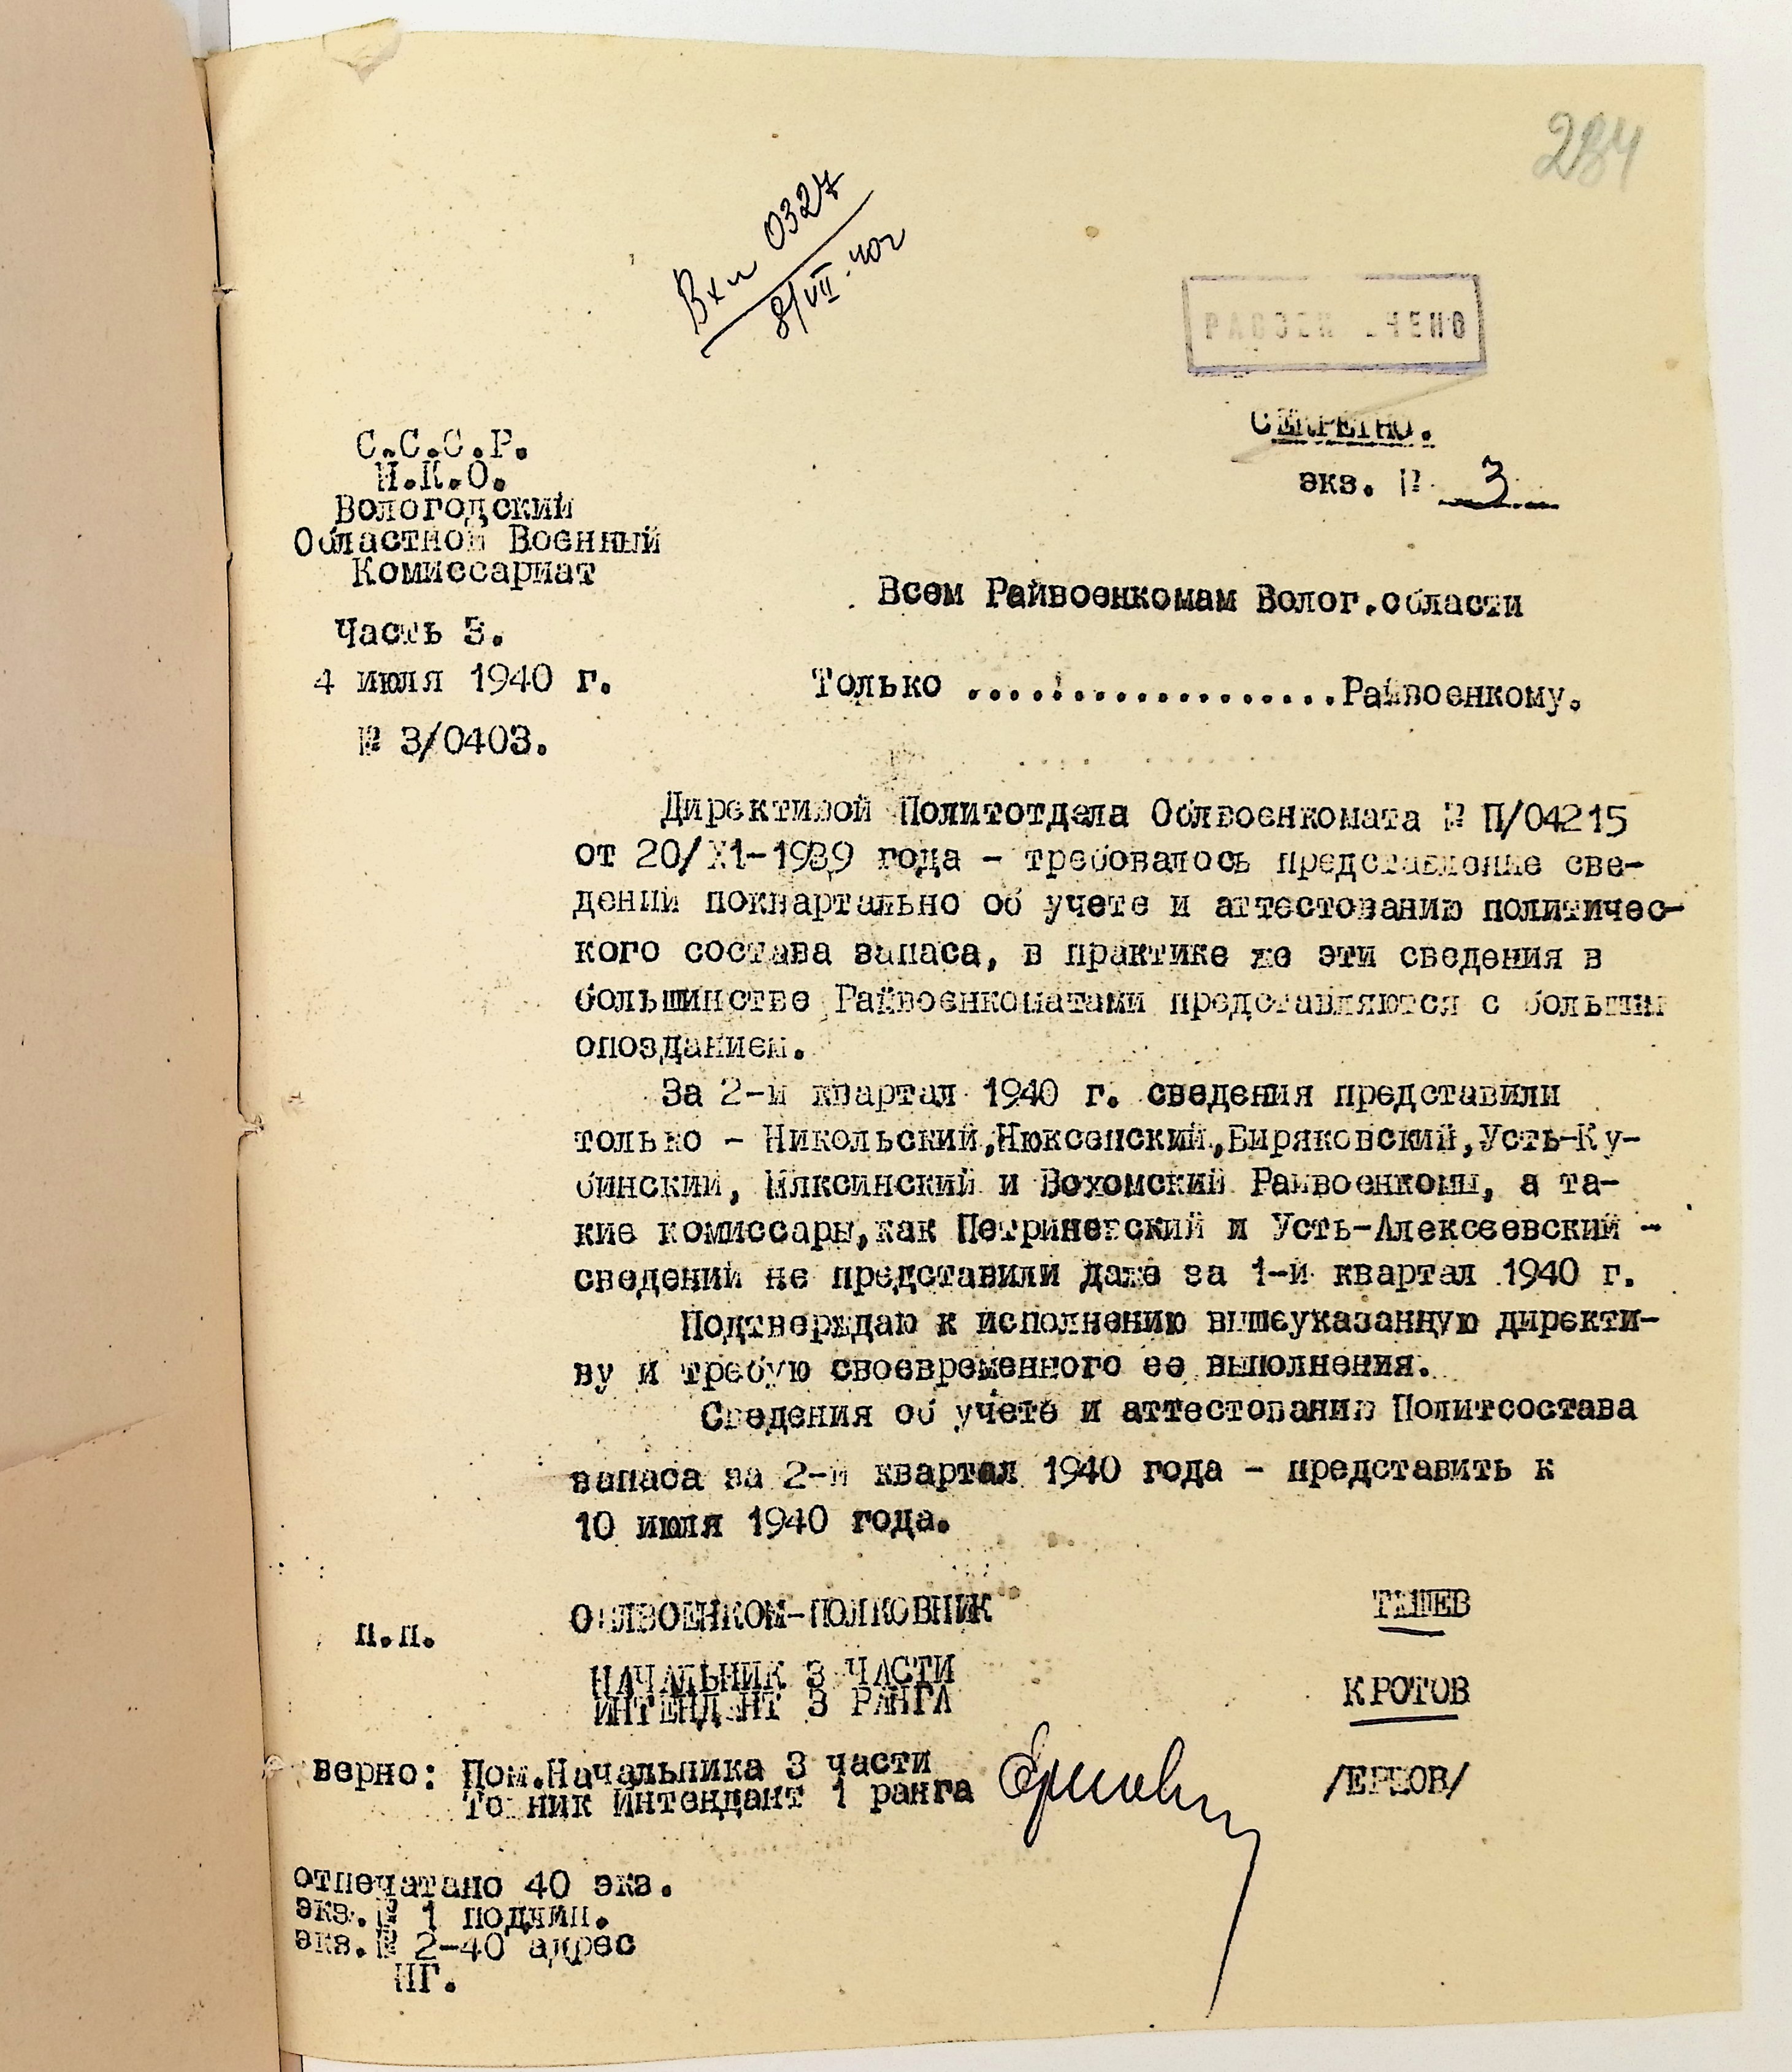 284
Вх № 0327
8/VII-40г
РАССЕКРЕЧЕНО
СЕКРЕТНО.
экз. № 3
С.С.С.Р.
Н.К.О.
Вологодский
Областной Военный
Комиссариат
Часть 3.
4 июля 1940 г.
№ 3/0403.
Всем Райвоенкомам Волог.области
Только ...................Райвоенкому.
Директивой Политотдела Облвоенкомата № П/04215
от 20/XI-1939 года - требовалось представление све-
дений поквартально об учете и аттестованию политичес-
кого состава запаса, в практике же эти сведения в
большинстве Райвоенкоматами представляются с большим
опозданием.
За 2-й квартал 1940 г. сведения представили
только - Никольский,Нюксенский,Биряковский,Усть-Ку-
бинский, Мяксинский и Вохомский Райвоенкомы, а та-
кие комиссары,как Петриневский и Усть-Алексеевский -
сведений не представили даже за 1-й квартал 1940 г.
Подтверждаю к исполнению вышеуказанную директи-
ву и требую своевременного ее выполнения.
Сведения об учете и аттестовании Политсостава
запаса за 2-й квартал 1940 года - представить к
10 июля 1940 года.
п.п. ОБЛВОЕНКОМ-ПОЛКОВНИК ТАШЕВ
НАЧАЛЬНИК 3 ЧАСТИ
ИНТЕНДАНТ 3 РАНГА КРОТОВ
верно: Пом.Начальника 3 части
Техник Интендант 1 ранга Ершов /ЕРШОВ/
отпечатано 40 экз.
экз.№ 1 подлин.
экз.№ 2-40 адрес
НГ.